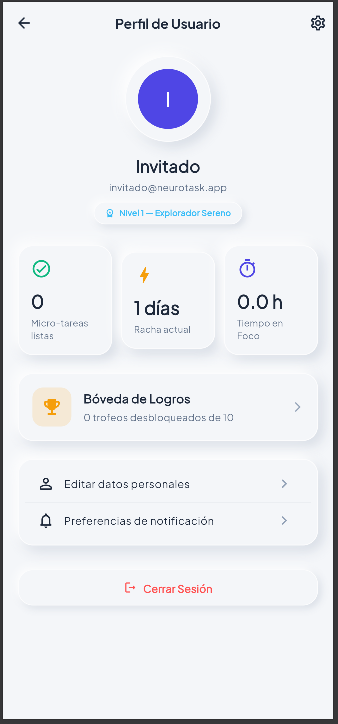 Perfil de Usuario
I
Invitado
invitado@neurotask.app
Nivel 1 — Explorador Sereno
0
Micro-tareas
listas
1 días
Racha actual
0.0 h
Tiempo en
Foco
Bóveda de Logros
0 trofeos desbloqueados de 10
Editar datos personales
Preferencias de notificación
Cerrar Sesión